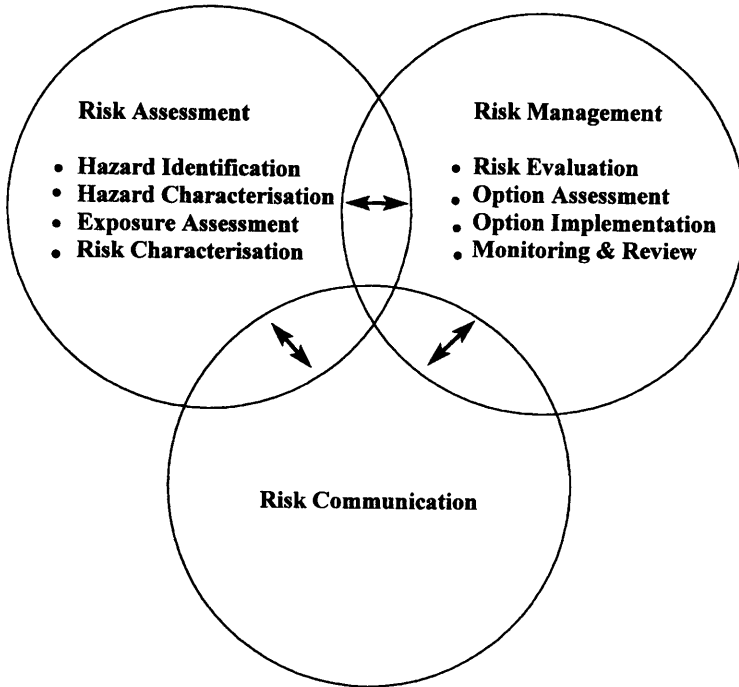 Risk Assessment
• Hazard Identification
• Hazard Characterisation
• Exposure Assessment
• Risk Characterisation
Risk Management
• Risk Evaluation
• Option Assessment
• Option Implementation
• Monitoring & Review
Risk Communication